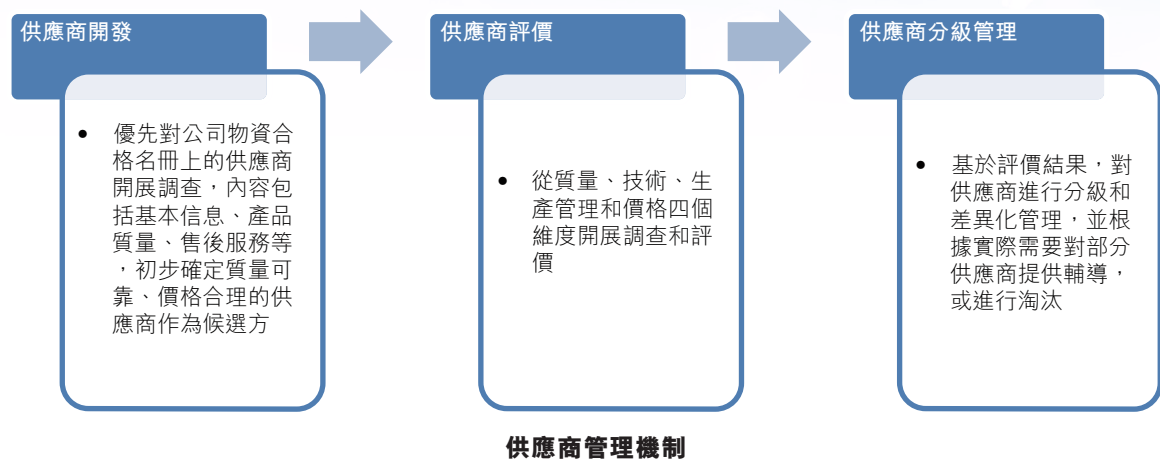 供應商開發
• 優先對公司物資合
格名冊上的供應商
開展調查，內容包
括基本信息、產品
質量、售後服務等
，初步確定質量可
靠、價格合理的供
應商作為候選方
供應商評價
• 從質量、技術、生
產管理和價格四個
維度開展調查和評
價
供應商分級管理
• 基於評價結果，對
供應商進行分級和
差異化管理，並根
據實際需要對部分
供應商提供輔導，
或進行淘汰
供應商管理機制